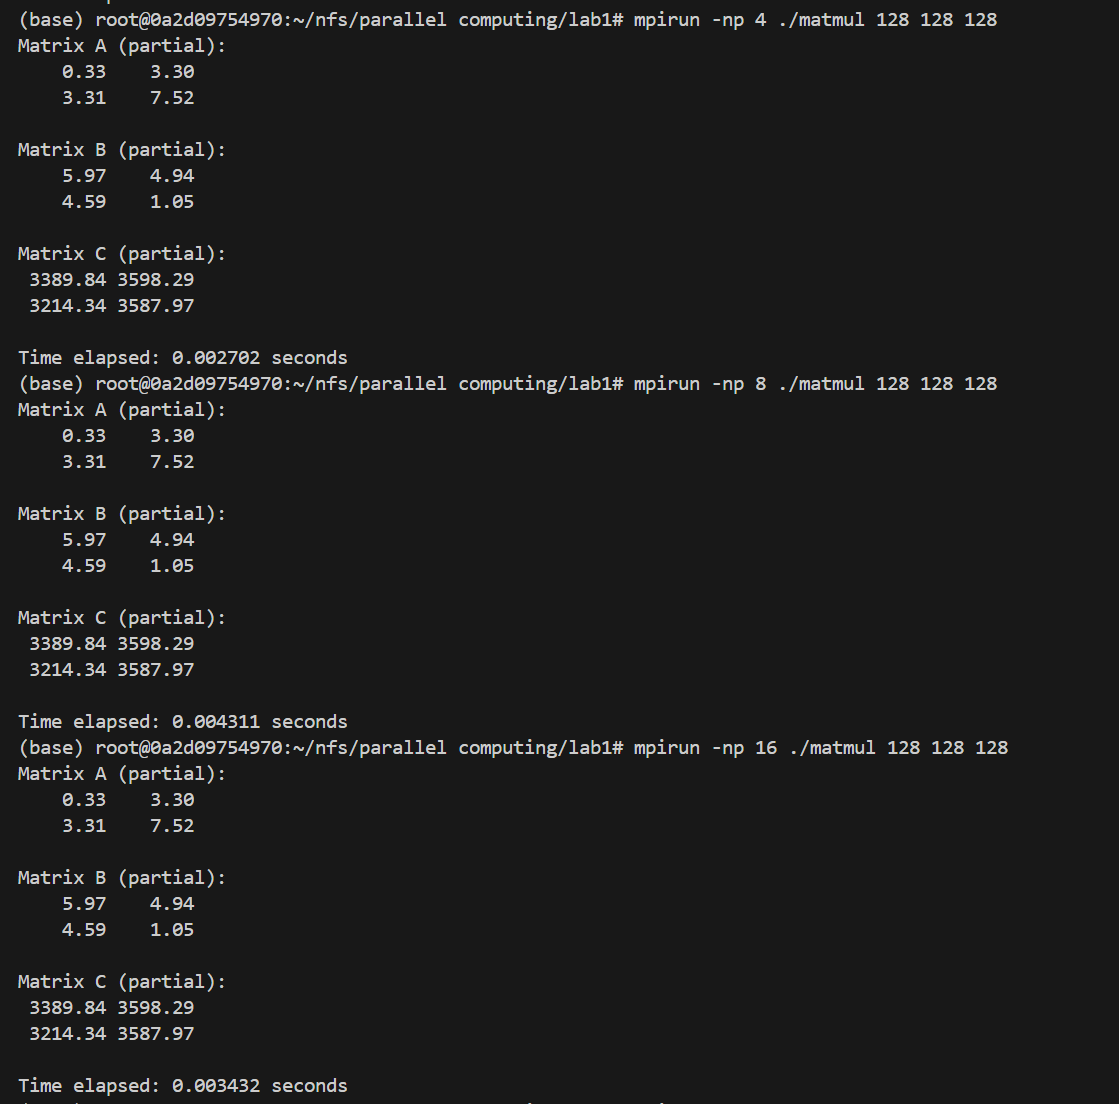 (base) root@0a2d09754970:~/nfs/parallel computing/lab1# mpirun -np 4 ./matmul 128 128 128
Matrix A (partial):
    0.33    3.30
    3.31    7.52

Matrix B (partial):
    5.97    4.94
    4.59    1.05

Matrix C (partial):
 3389.84 3598.29
 3214.34 3587.97

Time elapsed: 0.002702 seconds
(base) root@0a2d09754970:~/nfs/parallel computing/lab1# mpirun -np 8 ./matmul 128 128 128
Matrix A (partial):
    0.33    3.30
    3.31    7.52

Matrix B (partial):
    5.97    4.94
    4.59    1.05

Matrix C (partial):
 3389.84 3598.29
 3214.34 3587.97

Time elapsed: 0.004311 seconds
(base) root@0a2d09754970:~/nfs/parallel computing/lab1# mpirun -np 16 ./matmul 128 128 128
Matrix A (partial):
    0.33    3.30
    3.31    7.52

Matrix B (partial):
    5.97    4.94
    4.59    1.05

Matrix C (partial):
 3389.84 3598.29
 3214.34 3587.97

Time elapsed: 0.003432 seconds